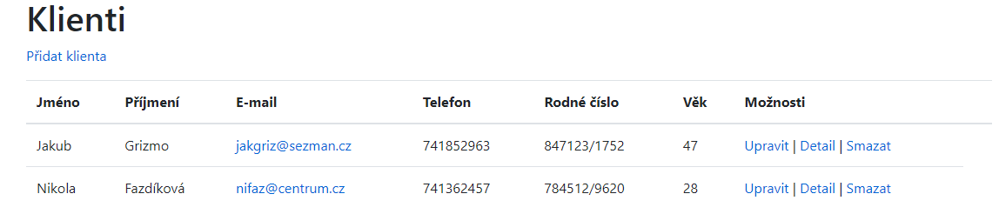 Klienti
Přidat klienta
Jméno Příjmení E-mail Telefon Rodné číslo Věk Možnosti
Jakub Grizmo jakgriz@sezman.cz 741852963 847123/1752 47 Upravit | Detail | Smazat
Nikola Fazdíková nifaz@centrum.cz 741362457 784512/9620 28 Upravit | Detail | Smazat